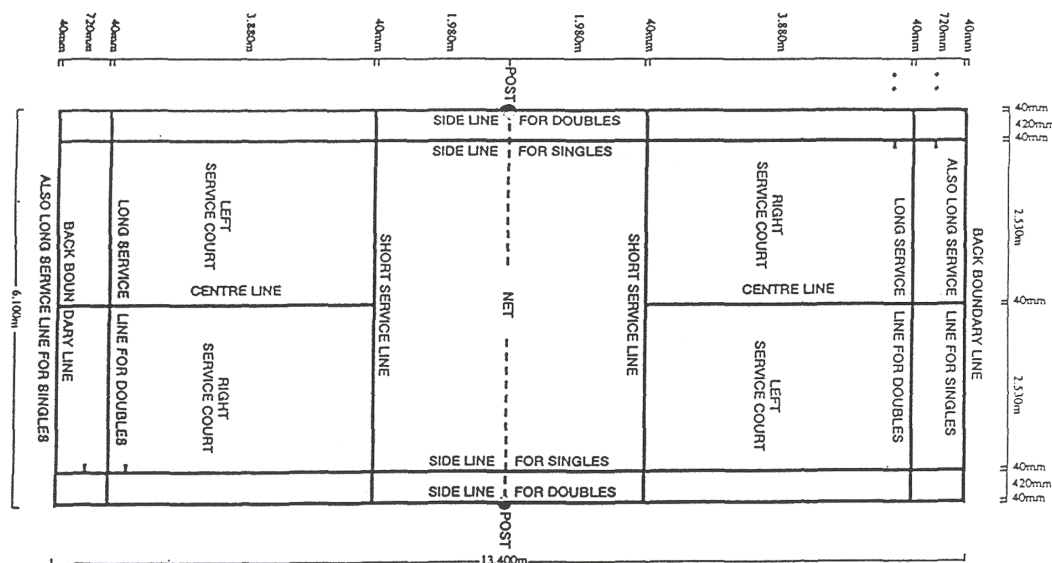 40mm
720mm
40mm
3.880m
40mm
1.980m
1.980m
40mm
3.880m
40mm
720mm
40mm
POST
SIDE LINE FOR DOUBLES
SIDE LINE FOR SINGLES
40mm
420mm
40mm
2.530m
40mm
2.530m
40mm
420mm
40mm
LEFT
SERVICE COURT
RIGHT
SERVICE COURT
CENTRE LINE
CENTRE LINE
RIGHT
SERVICE COURT
LEFT
SERVICE COURT
ALSO LONG SERVICE LINE FOR SINGLES
BACK BOUNDARY LINE
LONG SERVICE LINE FOR DOUBLES
SHORT SERVICE LINE
NET
SHORT SERVICE LINE
LONG SERVICE LINE FOR DOUBLES
ALSO LONG SERVICE LINE FOR SINGLES
BACK BOUNDARY LINE
SIDE LINE FOR SINGLES
SIDE LINE FOR DOUBLES
POST
6.100m
13.400m